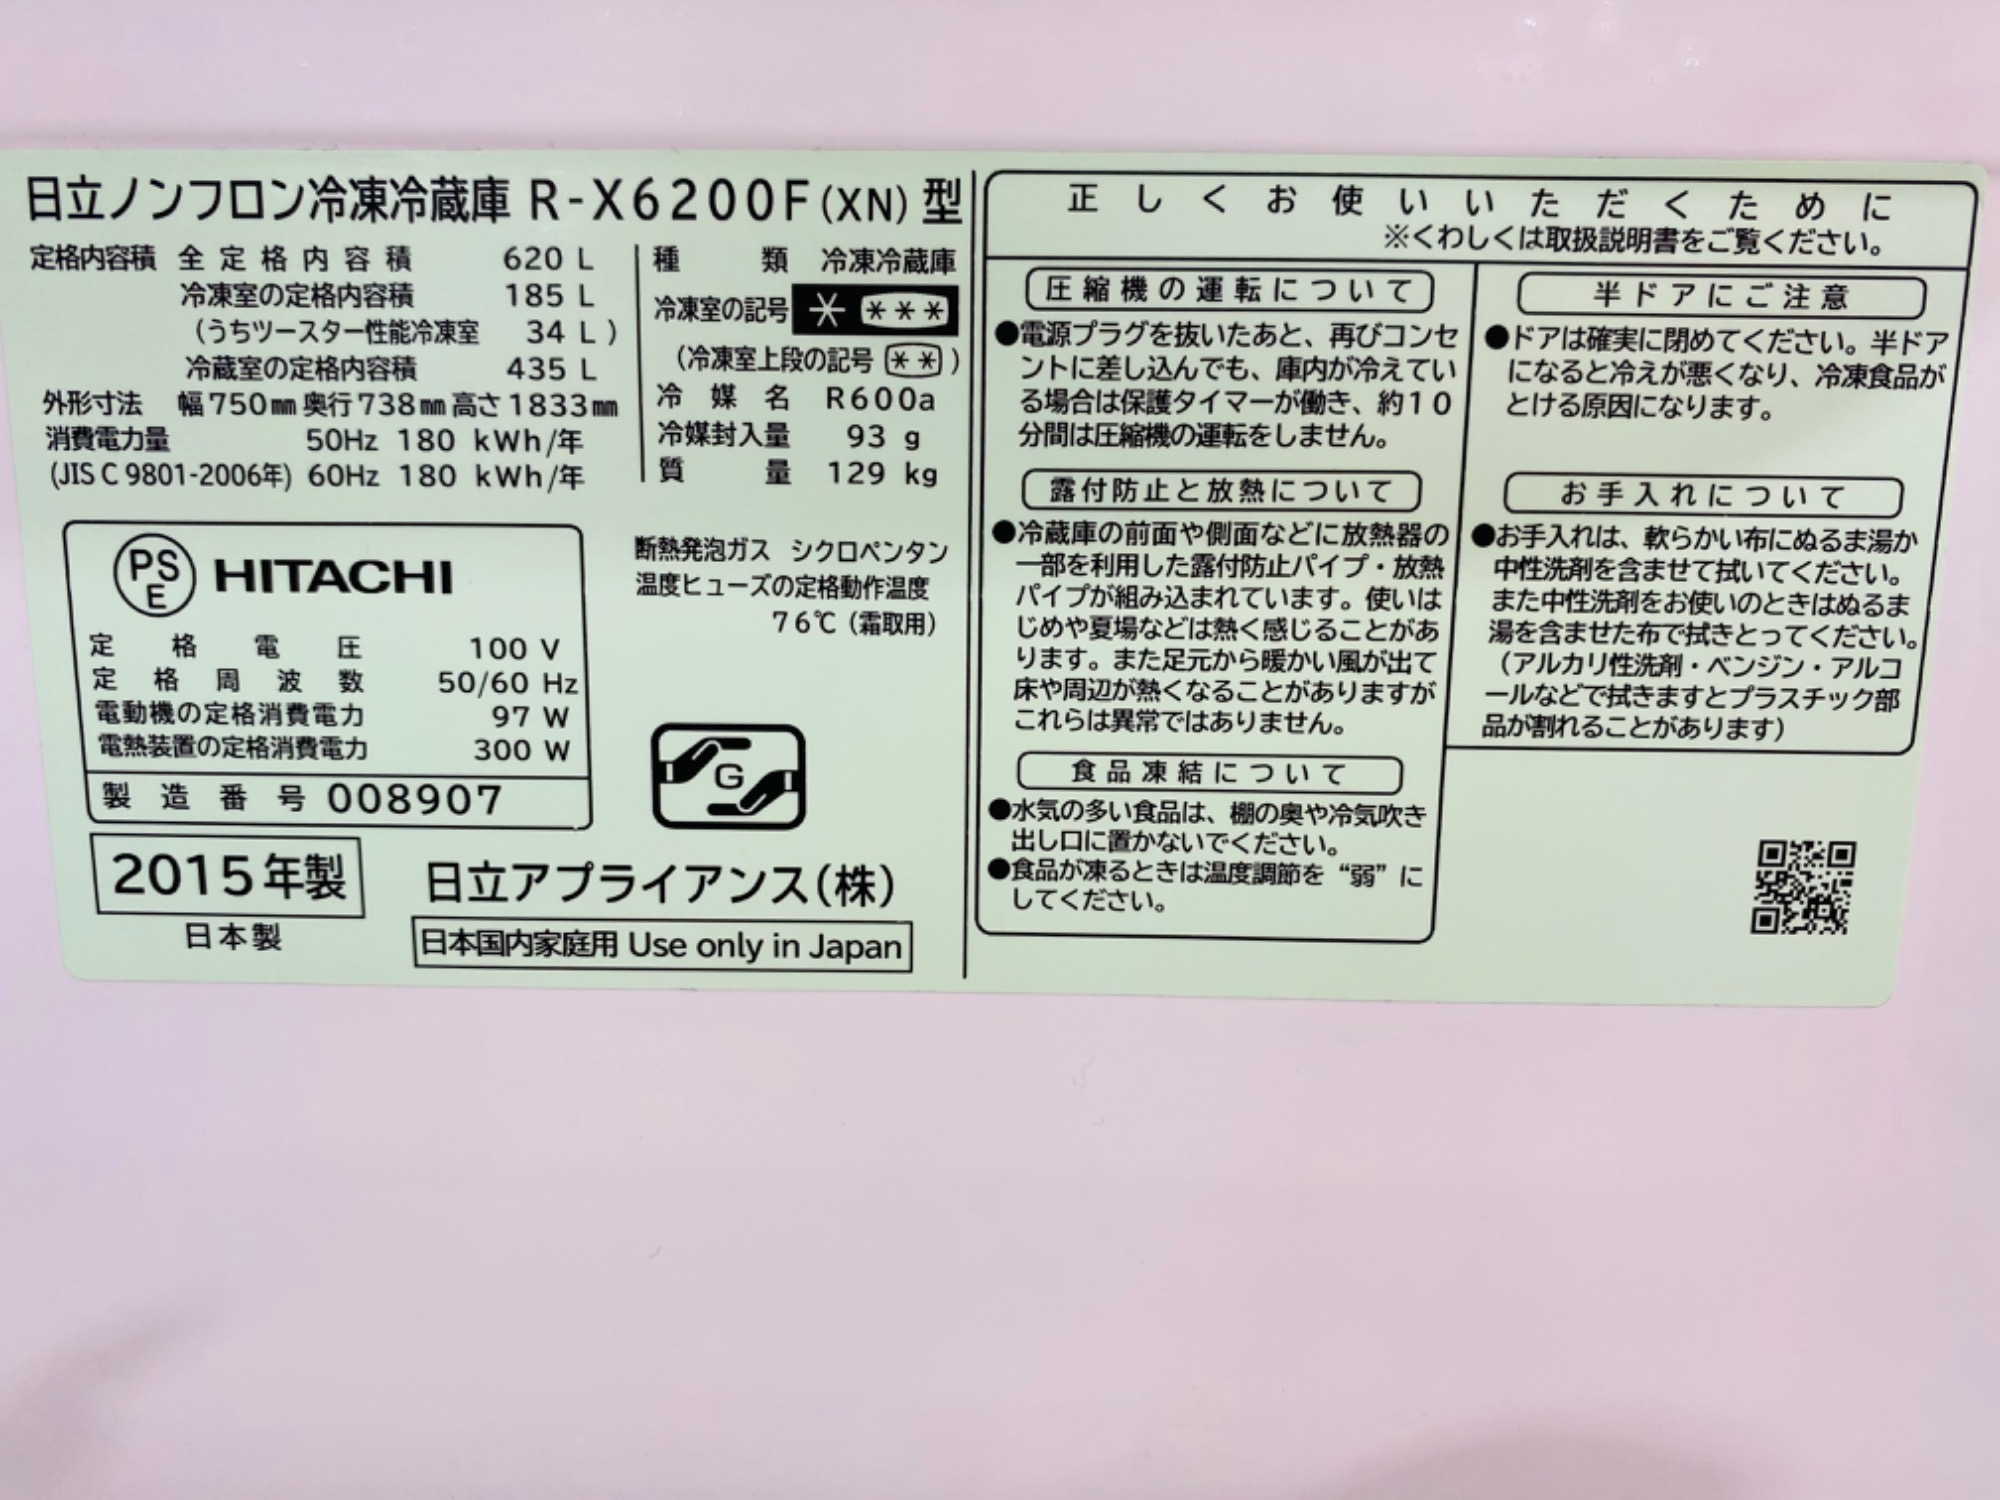 日立ノンフロン冷凍冷蔵庫 R-X6200F(XN) 型
定格内容積 全定格内容積 620 L
冷凍室の定格内容積 185 L
(うちツースター性能冷凍室 34 L)
冷蔵室の定格内容積 435 L
外形寸法 幅750㎜奥行738㎜高さ1833㎜
消費電力量 50Hz 180 kWh/年
(JIS C 9801-2006年) 60Hz 180 kWh/年
種類 冷凍冷蔵庫
冷凍室の記号 * ***
(冷凍室上段の記号 **)
冷媒名 R600a
冷媒封入量 93 g
質量 129 kg
PS
E
HITACHI
定格電圧 100 V
定格周波数 50/60 Hz
電動機の定格消費電力 97 W
電熱装置の定格消費電力 300 W
製造番号 008907
断熱発泡ガス シクロペンタン
温度ヒューズの定格動作温度
76℃(霜取用)
G
2015年製
日本製
日立アプライアンス(株)
日本国内家庭用 Use only in Japan
正しくお使いいただくために
※くわしくは取扱説明書をご覧ください。
圧縮機の運転について
●電源プラグを抜いたあと、再びコンセ
ントに差し込んでも、庫内が冷えてい
る場合は保護タイマーが働き、約10
分間は圧縮機の運転をしません。
露付防止と放熱について
●冷蔵庫の前面や側面などに放熱器の
一部を利用した露付防止パイプ・放熱
パイプが組み込まれています。使いは
じめや夏場などは熱く感じることがあ
ります。また足元から暖かい風が出て
床や周辺が熱くなることがありますが
これらは異常ではありません。
食品凍結について
●水気の多い食品は、棚の奥や冷気吹き
出し口に置かないでください。
●食品が凍るときは温度調節を“弱”に
してください。
半ドアにご注意
●ドアは確実に閉めてください。半ドア
になると冷えが悪くなり、冷凍食品が
とける原因になります。
お手入れについて
●お手入れは、軟らかい布にぬるま湯か
中性洗剤を含ませて拭いてください。
また中性洗剤をお使いのときはぬるま
湯を含ませた布で拭きとってください。
(アルカリ性洗剤・ベンジン・アルコ
ールなどで拭きますとプラスチック部
品が割れることがあります)